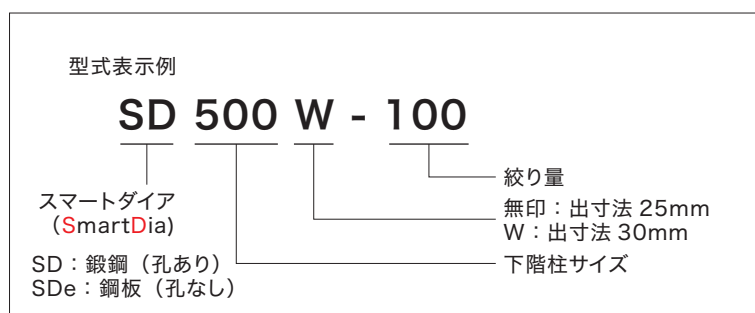 型式表示例
SD 500 W - 100
スマートダイア
（SmartDia)
SD：鍛鋼（孔あり）
SDe：鋼板（孔なし）
絞り量
無印：出寸法 25mm
W：出寸法 30mm
下階柱サイズ